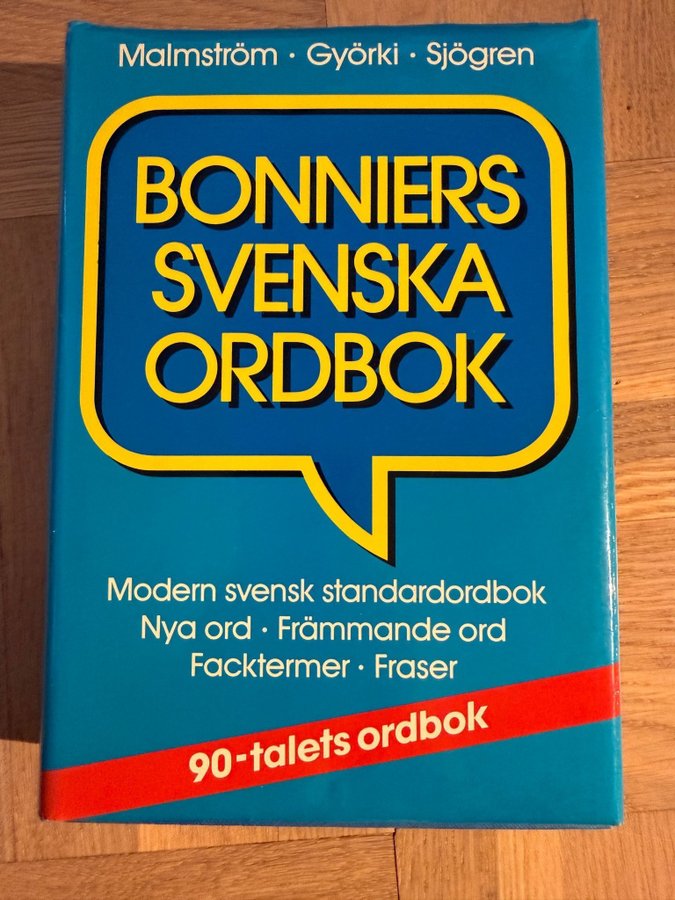 Malmström · Györki · Sjögren
BONNIERS
SVENSKA
ORDBOK
Modern svensk standardordbok
Nya ord · Främmande ord
Facktermer · Fraser
90-talets ordbok